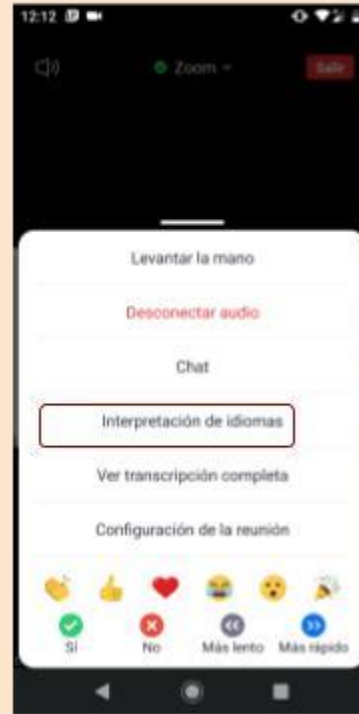 12:12
Zoom
Salir
Levantar la mano
Desconectar audio
Chat
Interpretación de idiomas
Ver transcripción completa
Configuración de la reunión
Sí No Más lento Más rápido